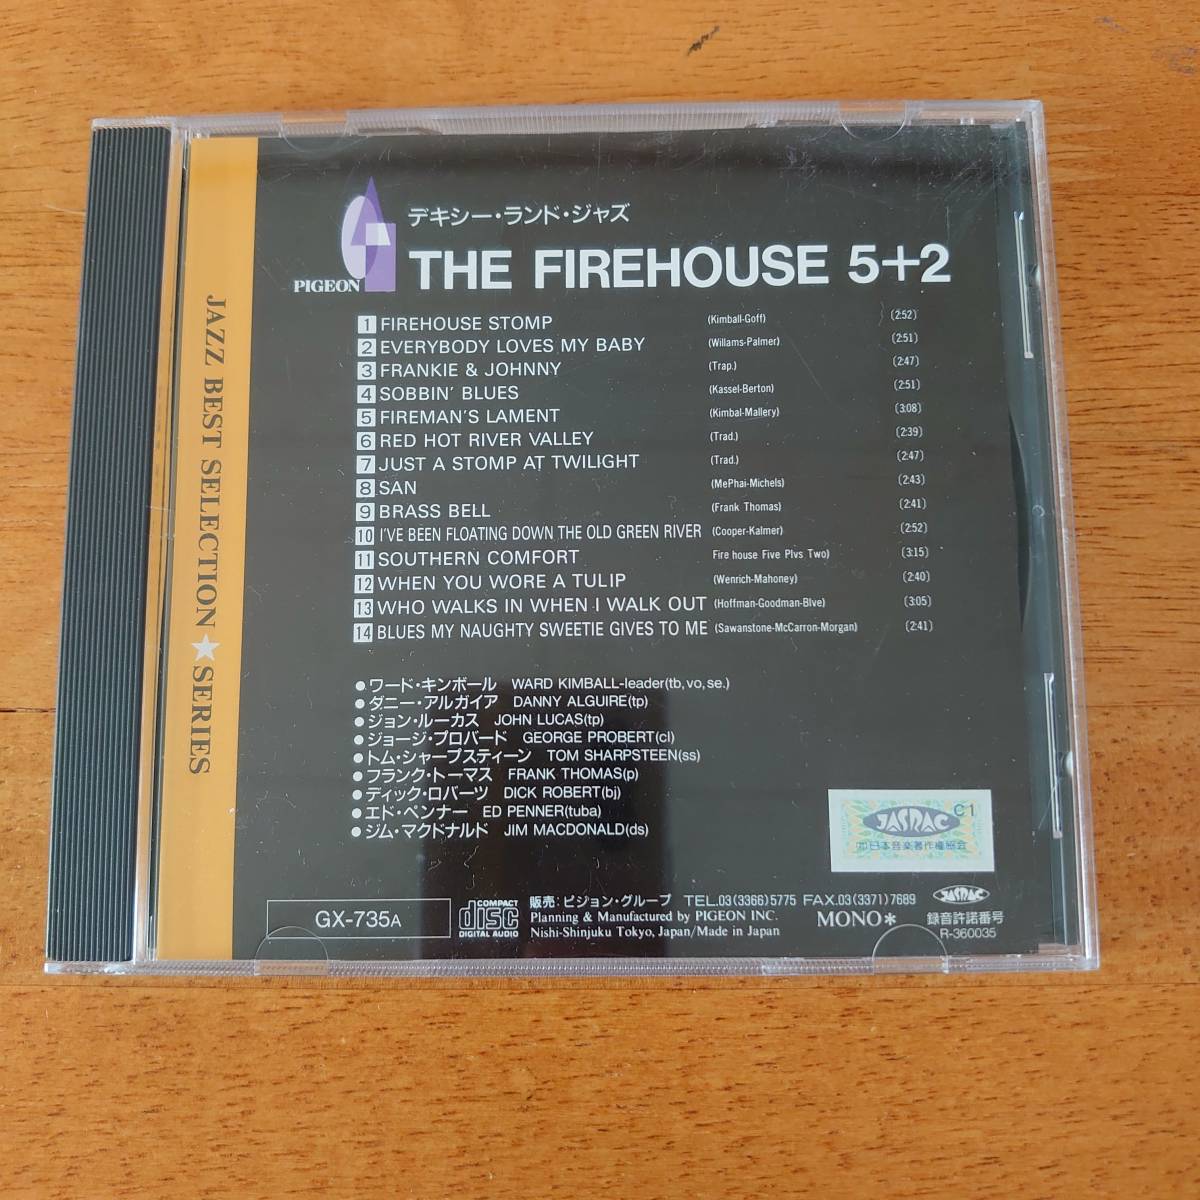 JAZZ BEST SELECTION★SERIES
PIGEON
デキシー・ランド・ジャズ
THE FIREHOUSE 5+2
1 FIREHOUSE STOMP (Kimball-Goff) (2:52)
2 EVERYBODY LOVES MY BABY (Willams-Palmer) (2:51)
3 FRANKIE & JOHNNY (Trap.) (2:47)
4 SOBBIN' BLUES (Kassel-Berton) (2:51)
5 FIREMAN'S LAMENT (Kimbal-Mallery) (3:08)
6 RED HOT RIVER VALLEY (Trad.) (2:39)
7 JUST A STOMP AT TWILIGHT (Trad.) (2:47)
8 SAN (MePhai-Michels) (2:43)
9 BRASS BELL (Frank Thomas) (2:41)
10 I'VE BEEN FLOATING DOWN THE OLD GREEN RIVER (Cooper-Kalmer) (2:52)
11 SOUTHERN COMFORT Fire house Five Plvs Two) (3:15)
12 WHEN YOU WORE A TULIP (Wenrich-Mahoney) (2:40)
13 WHO WALKS IN WHEN I WALK OUT (Hoffman-Goodman-Blve) (3:05)
14 BLUES MY NAUGHTY SWEETIE GIVES TO ME (Sawanstone-McCarron-Morgan) (2:41)
●ワード・キンボール WARD KIMBALL-leader(tb,vo,se.)
●ダニー・アルガイア DANNY ALGUIRE(tp)
●ジョン・ルーカス JOHN LUCAS(tp)
●ジョージ・プロバード GEORGE PROBERT(cl)
●トム・シャープスティーン TOM SHARPSTEEN(ss)
●フランク・トーマス FRANK THOMAS(p)
●ディック・ロバーツ DICK ROBERT(bj)
●エド・ペンナー ED PENNER(tuba)
●ジム・マクドナルド JIM MACDONALD(ds)
JASRAC C1
(社)日本音楽著作権協会
GX-735A
COMPACT disc DIGITAL AUDIO
販売：ピジョン・グループ TEL.03(3366)5775 FAX.03(3371)7689
Planning & Manufactured by PIGEON INC.
Nishi-Shinjuku Tokyo, Japan/Made in Japan
MONO*
JASRAC
録音許諾番号
R-360035